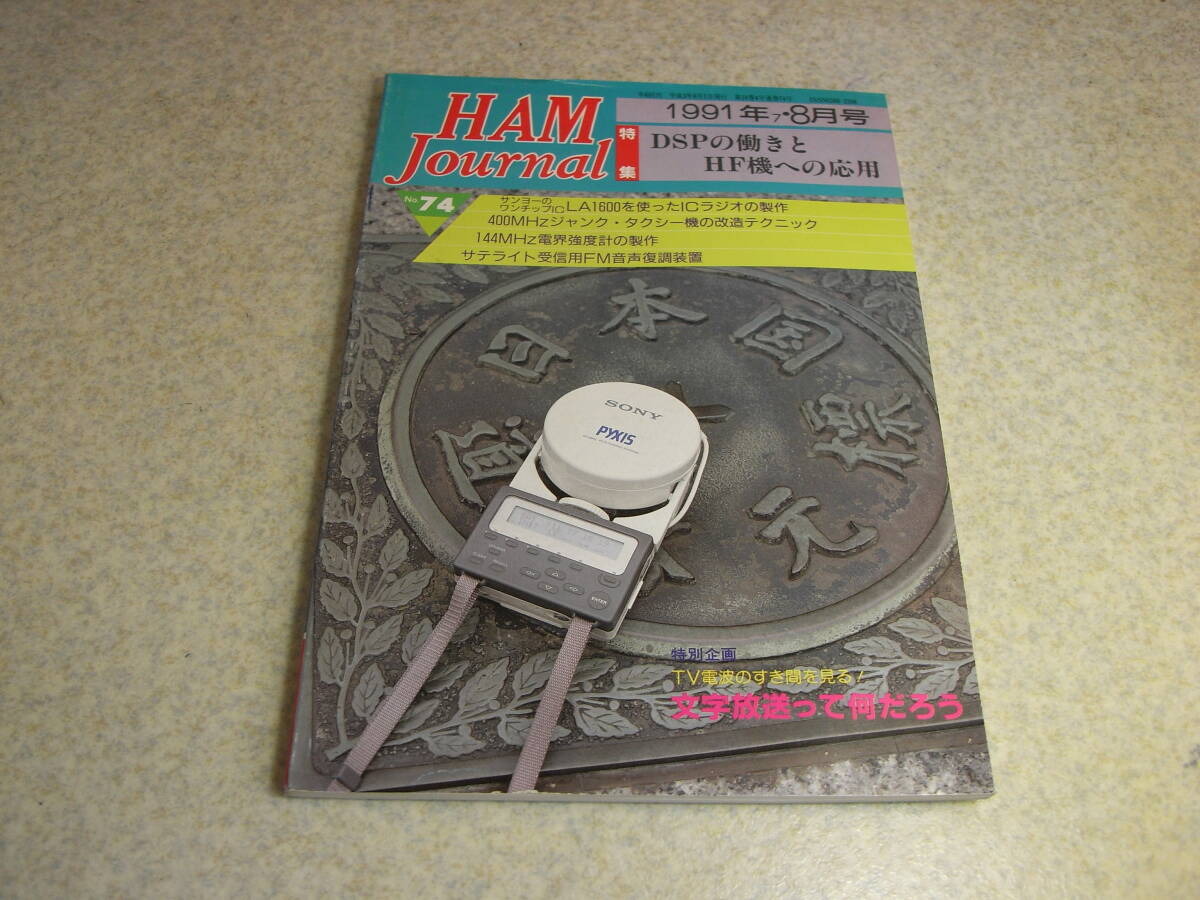 HAM
Journal
No.74
1991年7・8月号
特集
DSPの働きと
HF機への応用
サンヨーの
ワンチップIC LA1600を使ったICラジオの製作
400MHzジャンク・タクシー機の改造テクニック
144MHz電界強度計の製作
サテライト受信用FM音声復調装置
日本国
道
元標
SONY
PYXIS
ENTER
特別企画
TV電波のすき間を見る!
文字放送って何だろう